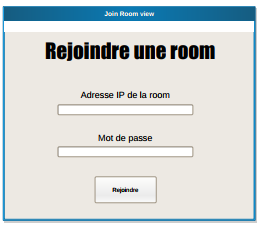 Join Room view
Rejoindre une room
Adresse IP de la room
Mot de passe
Rejoindre